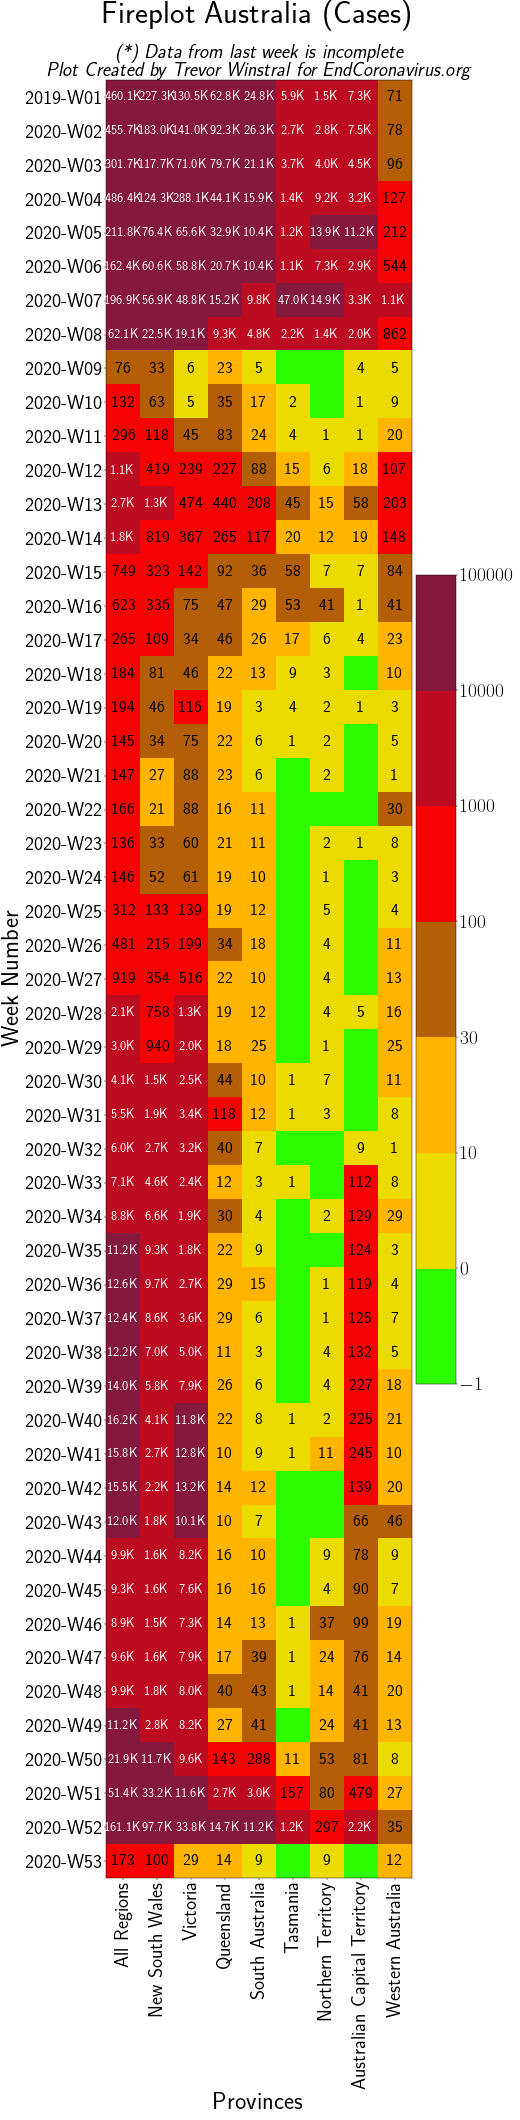 Fireplot Australia (Cases)
(*) Data from last week is incomplete
Plot Created by Trevor Winstral for EndCoronavirus.org
2019-W01 460.1K 227.3K 130.5K 62.8K 24.8K 5.9K 1.5K 7.3K 71
2020-W02 455.7K 183.0K 141.0K 92.3K 26.3K 2.7K 2.8K 7.5K 78
2020-W03 301.7K 117.7K 71.0K 79.7K 21.1K 3.7K 4.0K 4.5K 96
2020-W04 486.4K 124.3K 288.1K 44.1K 15.9K 1.4K 9.2K 3.2K 127
2020-W05 211.8K 76.4K 65.6K 32.9K 10.4K 1.2K 13.9K 11.2K 212
2020-W06 162.4K 60.6K 58.8K 20.7K 10.4K 1.1K 7.3K 2.9K 544
2020-W07 196.9K 56.9K 48.8K 15.2K 9.8K 47.0K 14.9K 3.3K 1.1K
2020-W08 62.1K 22.5K 19.1K 9.3K 4.8K 2.2K 1.4K 2.0K 862
2020-W09 76 33 6 23 5 4 5
2020-W10 132 63 5 35 17 2 1 9
2020-W11 296 118 45 83 24 4 1 1 20
2020-W12 1.1K 419 239 227 88 15 6 18 107
2020-W13 2.7K 1.3K 474 440 208 45 15 58 203
2020-W14 1.8K 819 367 265 117 20 12 19 148
2020-W15 749 323 142 92 36 58 7 7 84
2020-W16 623 336 75 47 29 53 41 1 41
2020-W17 265 109 34 46 26 17 6 4 23
2020-W18 184 81 46 22 13 9 3 10
2020-W19 194 46 116 19 3 4 2 1 3
2020-W20 145 34 75 22 6 1 2 5
2020-W21 147 27 88 23 6 2 1
2020-W22 166 21 88 16 11 30
2020-W23 136 33 60 21 11 2 1 8
2020-W24 146 52 61 19 10 1 3
2020-W25 312 133 139 19 12 5 4
2020-W26 481 215 199 34 18 4 11
2020-W27 919 354 516 22 10 4 13
2020-W28 2.1K 758 1.3K 19 12 4 5 16
2020-W29 3.0K 940 2.0K 18 25 1 25
2020-W30 4.1K 1.5K 2.5K 44 10 1 7 11
2020-W31 5.5K 1.9K 3.4K 118 12 1 3 8
2020-W32 6.0K 2.7K 3.2K 40 7 9 1
2020-W33 7.1K 4.6K 2.4K 12 3 1 112 8
2020-W34 8.8K 6.6K 1.9K 30 4 2 129 29
2020-W35 11.2K 9.3K 1.8K 22 9 124 3
2020-W36 12.6K 9.7K 2.7K 29 15 1 119 4
2020-W37 12.4K 8.6K 3.6K 29 6 1 125 7
2020-W38 12.2K 7.0K 5.0K 11 3 4 132 5
2020-W39 14.0K 5.8K 7.9K 26 6 4 227 18
2020-W40 16.2K 4.1K 11.8K 22 8 1 2 225 21
2020-W41 15.8K 2.7K 12.8K 10 9 1 11 245 10
2020-W42 15.5K 2.2K 13.2K 14 12 139 20
2020-W43 12.0K 1.8K 10.1K 10 7 66 46
2020-W44 9.9K 1.6K 8.2K 16 10 9 78 9
2020-W45 9.3K 1.6K 7.6K 16 16 4 90 7
2020-W46 8.9K 1.5K 7.3K 14 13 1 37 99 19
2020-W47 9.6K 1.6K 7.9K 17 39 1 24 76 14
2020-W48 9.9K 1.8K 8.0K 40 43 1 14 41 20
2020-W49 11.2K 2.8K 8.2K 27 41 24 41 13
2020-W50 21.9K 11.7K 9.6K 143 288 11 53 81 8
2020-W51 51.4K 33.2K 11.6K 2.7K 3.0K 157 80 479 27
2020-W52 161.1K 97.7K 33.8K 14.7K 11.2K 1.2K 297 2.2K 35
2020-W53 173 100 29 14 9 9 12
Week Number
100000
10000
1000
100
30
10
0
−1
All Regions
New South Wales
Victoria
Queensland
South Australia
Tasmania
Northern Territory
Australian Capital Territory
Western Australia
Provinces